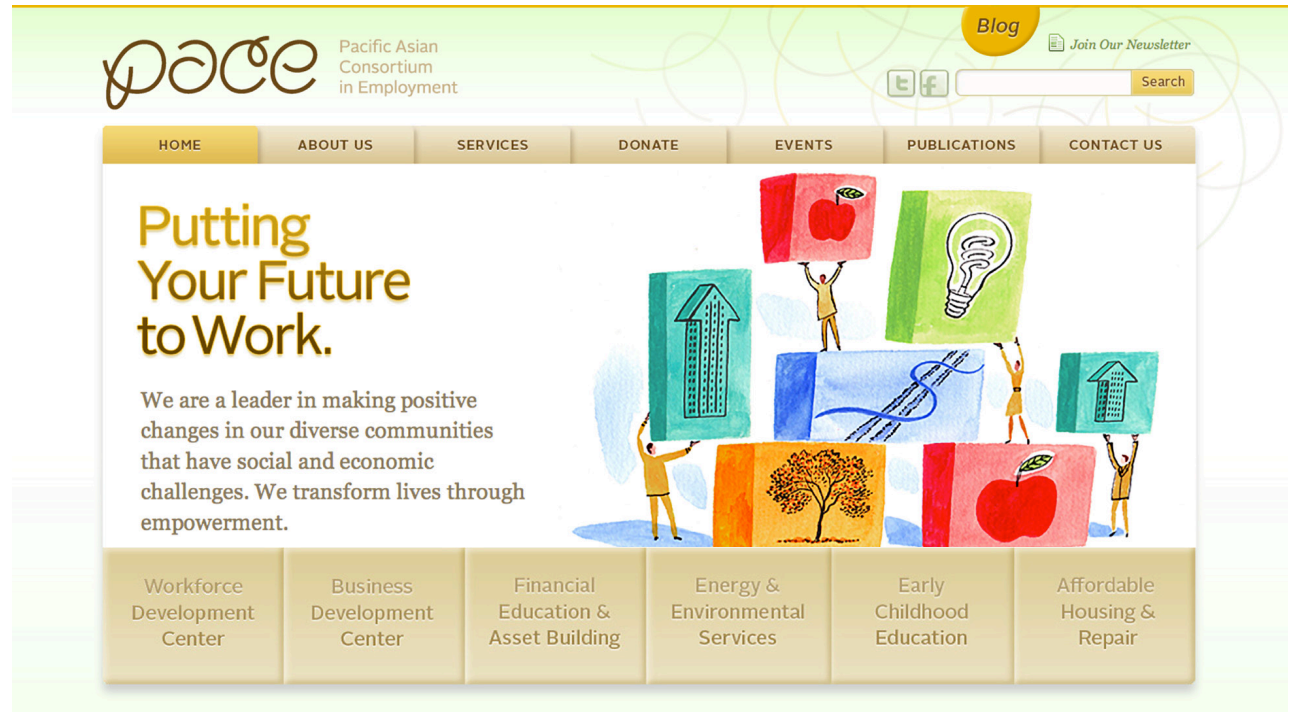 Blog
Join Our Newsletter
pace
Pacific Asian
Consortium
in Employment
Search
HOME
ABOUT US
SERVICES
DONATE
EVENTS
PUBLICATIONS
CONTACT US
Putting
Your Future
to Work.
We are a leader in making positive
changes in our diverse communities
that have social and economic
challenges. We transform lives through
empowerment.
Workforce
Development
Center
Business
Development
Center
Financial
Education &
Asset Building
Energy &
Environmental
Services
Early
Childhood
Education
Affordable
Housing &
Repair